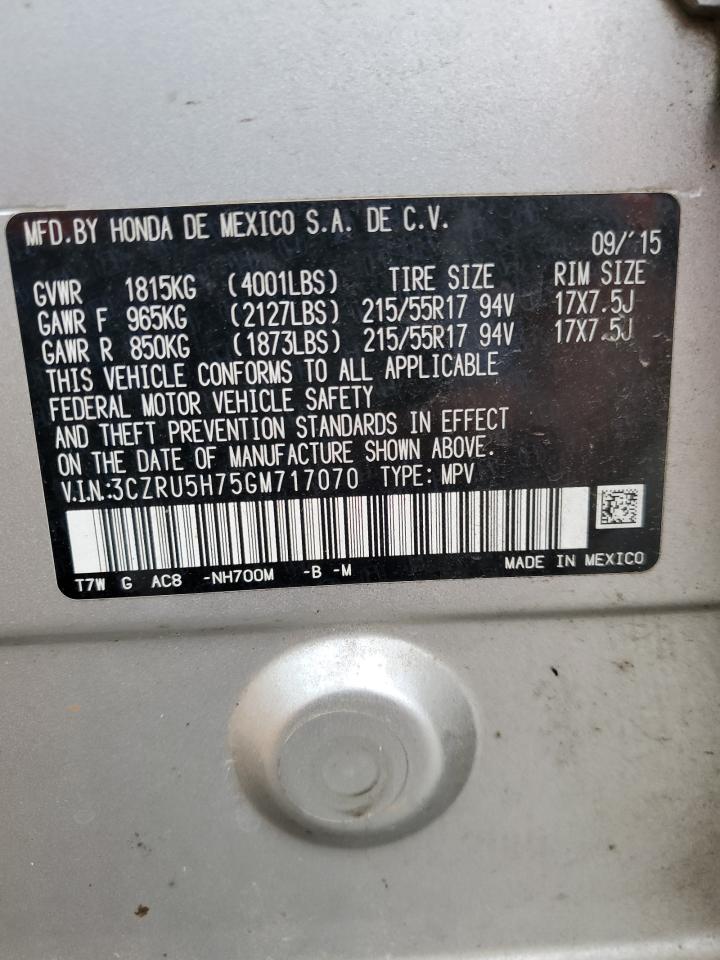 MFD.BY HONDA DE MEXICO S.A. DE C.V.
09/'15
GVWR 1815KG (4001LBS) TIRE SIZE RIM SIZE
GAWR F 965KG (2127LBS) 215/55R17 94V 17X7.5J
GAWR R 850KG (1873LBS) 215/55R17 94V 17X7.5J
THIS VEHICLE CONFORMS TO ALL APPLICABLE
FEDERAL MOTOR VEHICLE SAFETY
AND THEFT PREVENTION STANDARDS IN EFFECT
ON THE DATE OF MANUFACTURE SHOWN ABOVE.
V.I.N.:3CZRU5H75GM717070 TYPE: MPV
T7W G AC8 -NH700M -B -M MADE IN MEXICO